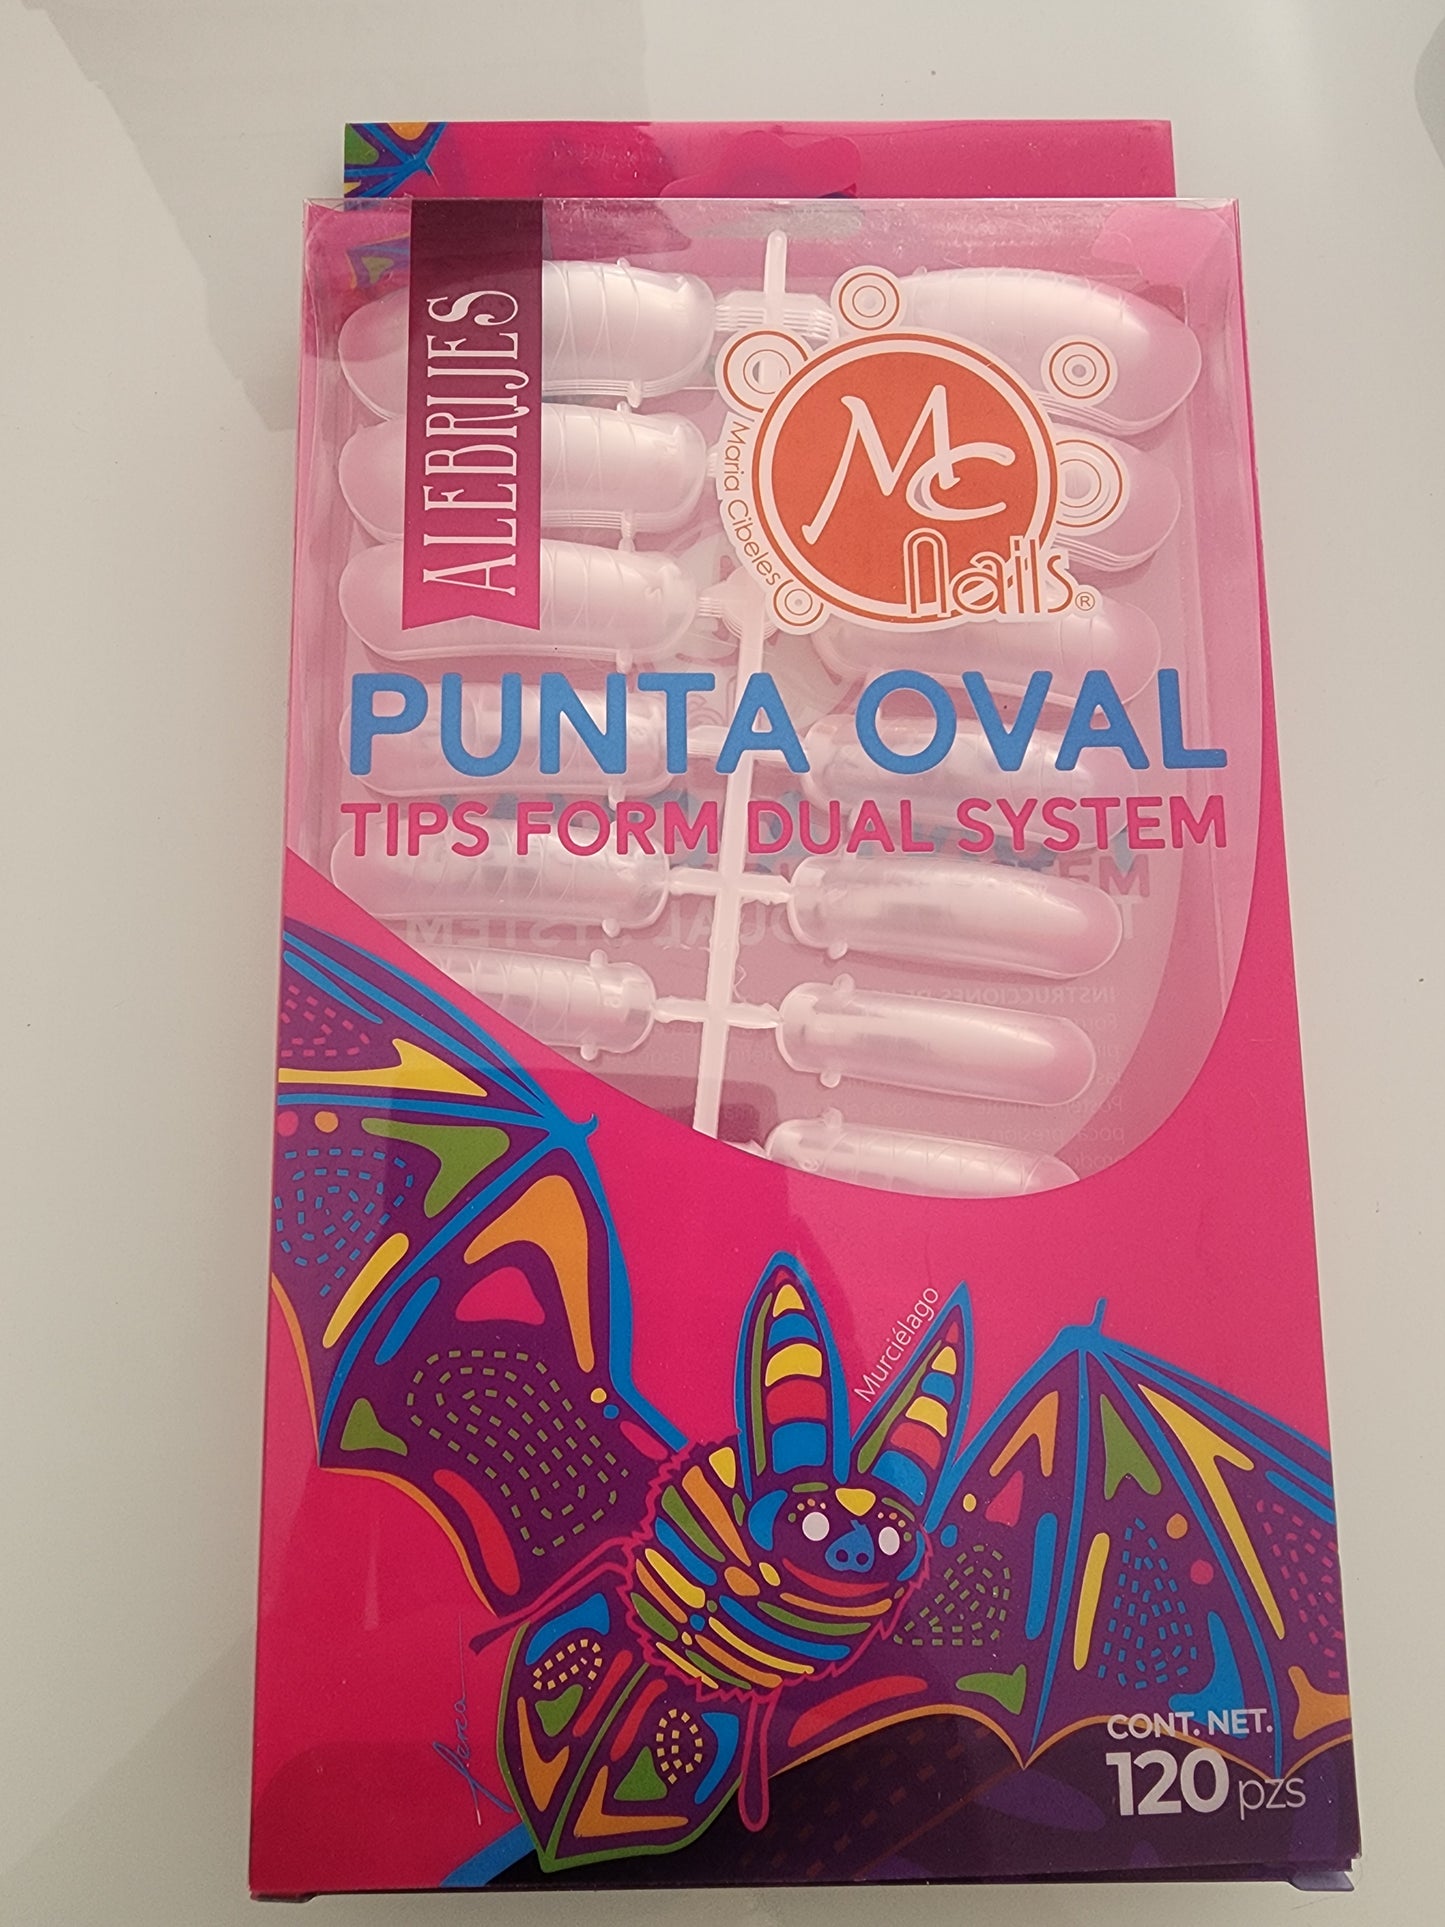 ALEBRIJES
MC
Nails®
Maria Cibeles
PUNTA OVAL
TIPS FORM DUAL SYSTEM
Murciélago
CONT. NET.
120 pzs